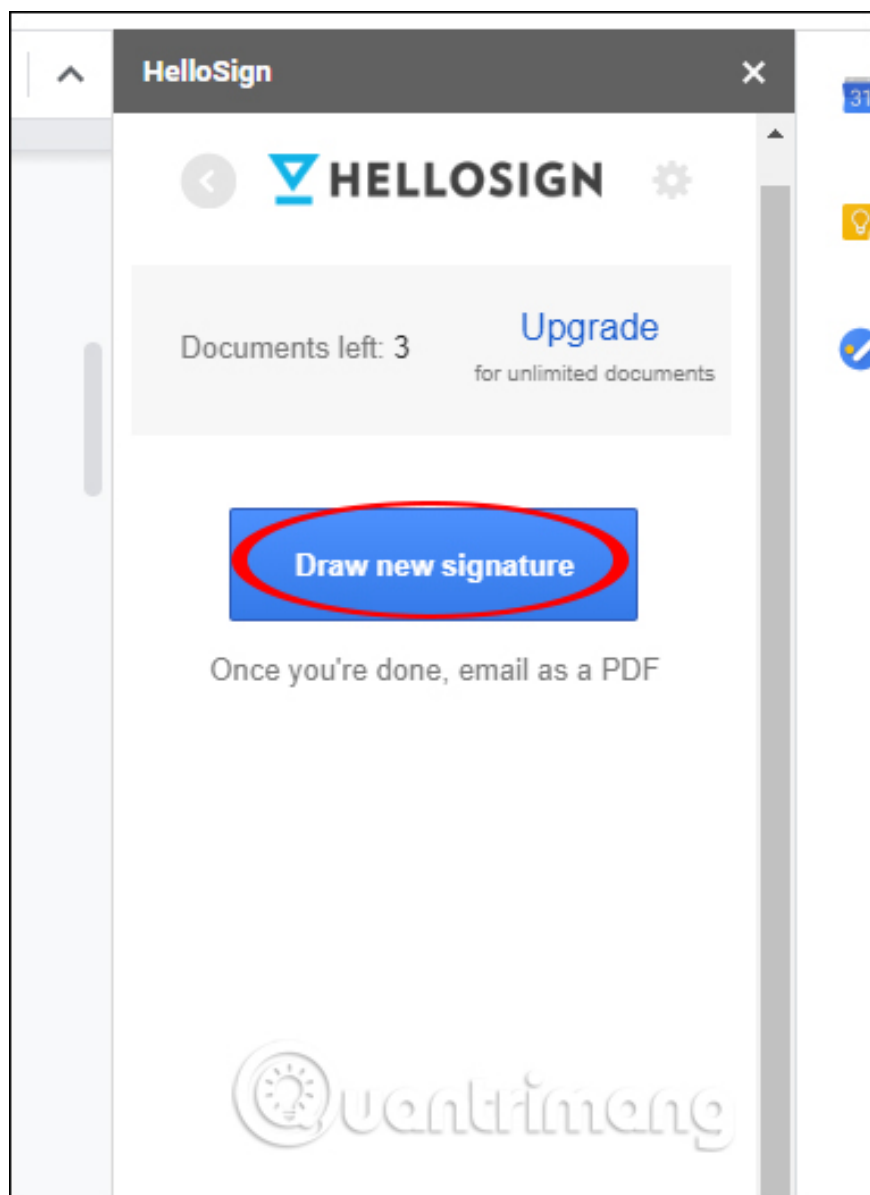 HelloSign
HELLOSIGN
Documents left: 3
Upgrade
for unlimited documents
Draw new signature
Once you're done, email as a PDF
Quantrimang
31